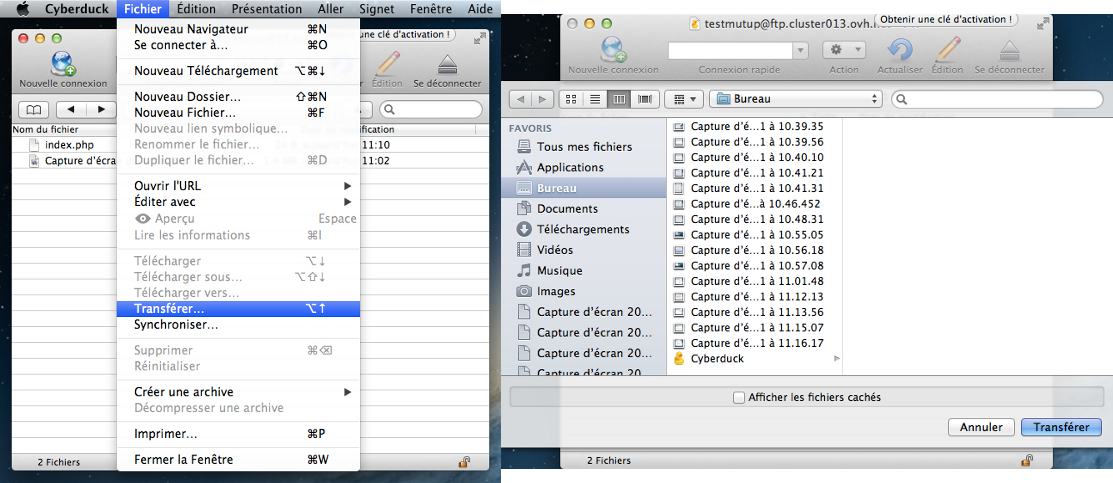 Cyberduck Fichier Édition Présentation Aller Signet Fenêtre Aide
Nouveau Navigateur ⌘N
Se connecter à... ⌘O
Nouveau Téléchargement ⌥⌘↓
Nouveau Dossier... ⇧⌘N
Nouveau Fichier... ⌘F
Nouveau lien symbolique...
Renommer le fichier...
Dupliquer le fichier... ⌘D
Ouvrir l'URL
Éditer avec
Aperçu Espace
Lire les informations ⌘I
Télécharger ⌥↓
Télécharger sous... ⌥⇧↓
Télécharger vers...
Transférer... ⌥↑
Synchroniser...
Supprimer ⌘⌫
Réinitialiser
Créer une archive
Décompresser une archive
Imprimer... ⌘P
Fermer la Fenêtre ⌘W
une clé d'activation !
Nouvelle connexion
Édition
Se déconnecter
Nom du fichier
index.php
11:10
Capture d'écra
11:02
2 Fichiers
testmutup@ftp.cluster013.ovh.
Obtenir une clé d'activation !
Nouvelle connexion
Connexion rapide
Action
Actualiser
Édition
Se déconnecter
Bureau
FAVORIS
Tous mes fichiers
Applications
Bureau
Documents
Téléchargements
Vidéos
Musique
Images
Capture d'écran 20...
Capture d'écran 20...
Capture d'écran 20...
Capture d'écran 20...
Capture d'é...1 à 10.39.35
Capture d'é...1 à 10.39.56
Capture d'é...1 à 10.40.10
Capture d'é...1 à 10.41.21
Capture d'é...1 à 10.41.31
Capture d'é...à 10.46.452
Capture d'é...1 à 10.48.31
Capture d'é...1 à 10.55.05
Capture d'é...1 à 10.56.18
Capture d'é...1 à 10.57.08
Capture d'é...1 à 11.01.48
Capture d'é...1 à 11.12.13
Capture d'é...1 à 11.13.56
Capture d'é...1 à 11.15.07
Capture d'é...1 à 11.16.17
Cyberduck
Afficher les fichiers cachés
Annuler
Transférer
2 Fichiers